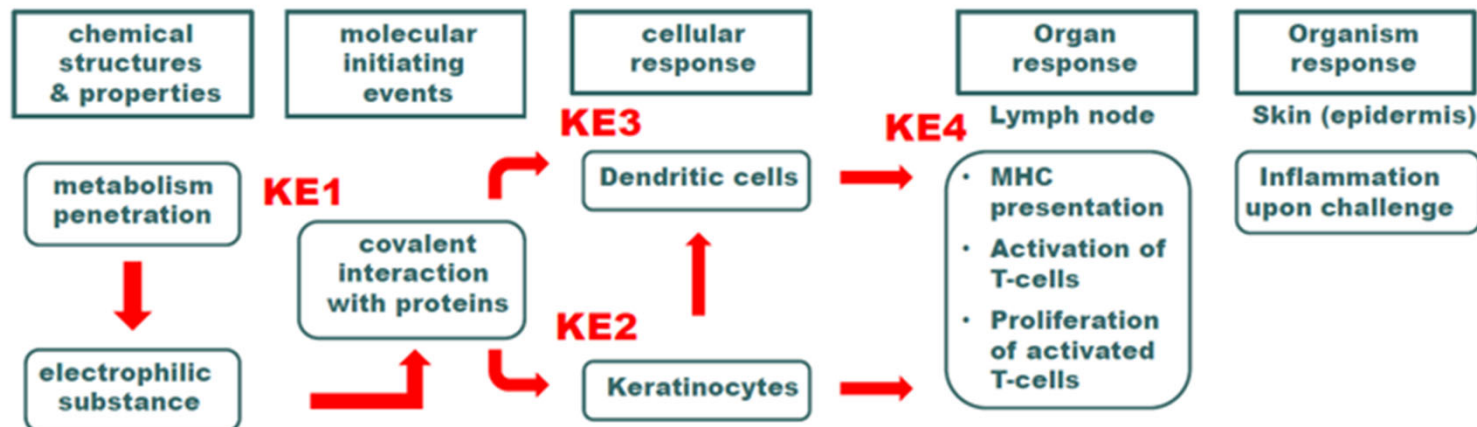 chemical
structures
& properties
molecular
initiating
events
cellular
response
Organ
response
Organism
response
Lymph node
Skin (epidermis)
metabolism
penetration
electrophilic
substance
KE1
covalent
interaction
with proteins
KE3
Dendritic cells
KE2
Keratinocytes
KE4
• MHC
presentation
• Activation of
T-cells
• Proliferation
of activated
T-cells
Inflammation
upon challenge